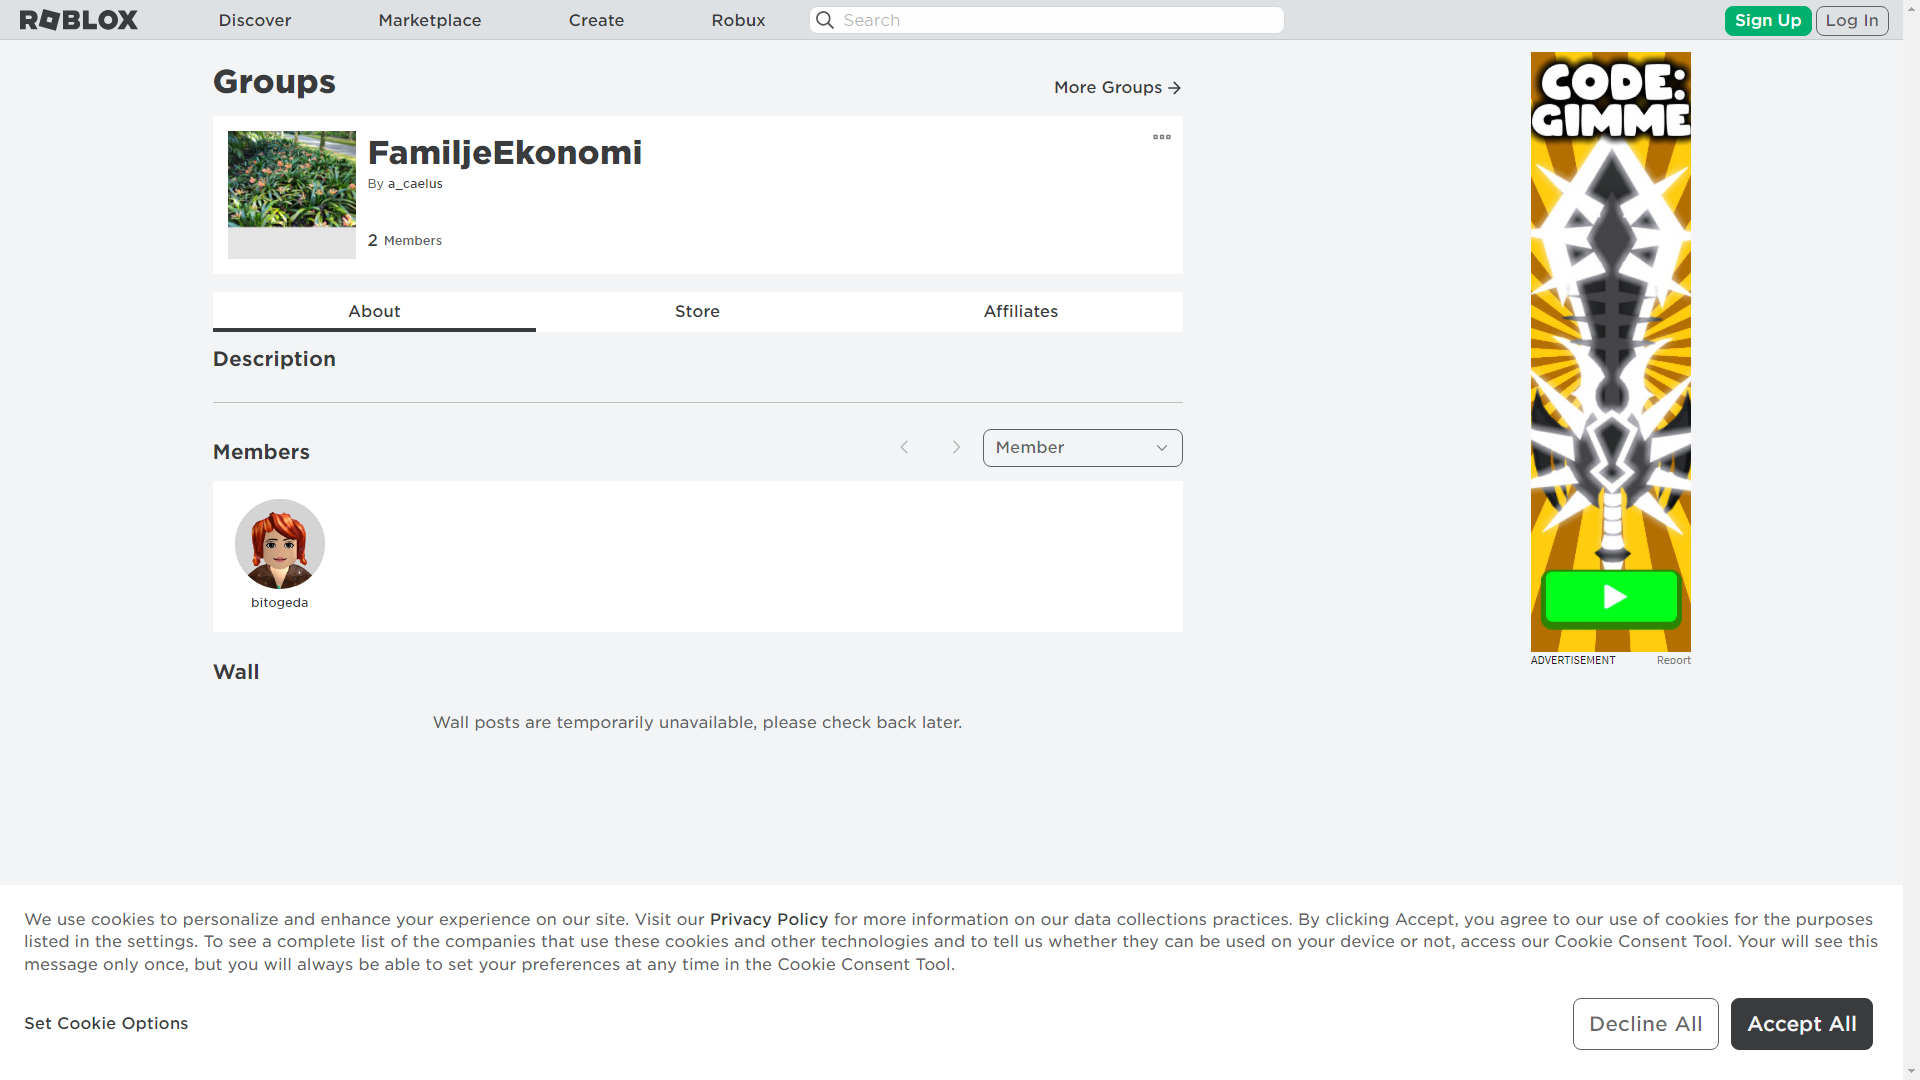 ROBLOX
Discover
Marketplace
Create
Robux
Search
Sign Up
Log In
Groups
More Groups
FamiljeEkonomi
By a_caelus
2 Members
About
Store
Affiliates
Description
Members
Member
bitogeda
Wall
Wall posts are temporarily unavailable, please check back later.
CODE:
GIMME
ADVERTISEMENT
Report
We use cookies to personalize and enhance your experience on our site. Visit our Privacy Policy for more information on our data collections practices. By clicking Accept, you agree to our use of cookies for the purposes
listed in the settings. To see a complete list of the companies that use these cookies and other technologies and to tell us whether they can be used on your device or not, access our Cookie Consent Tool. Your will see this
message only once, but you will always be able to set your preferences at any time in the Cookie Consent Tool.
Set Cookie Options
Decline All
Accept All